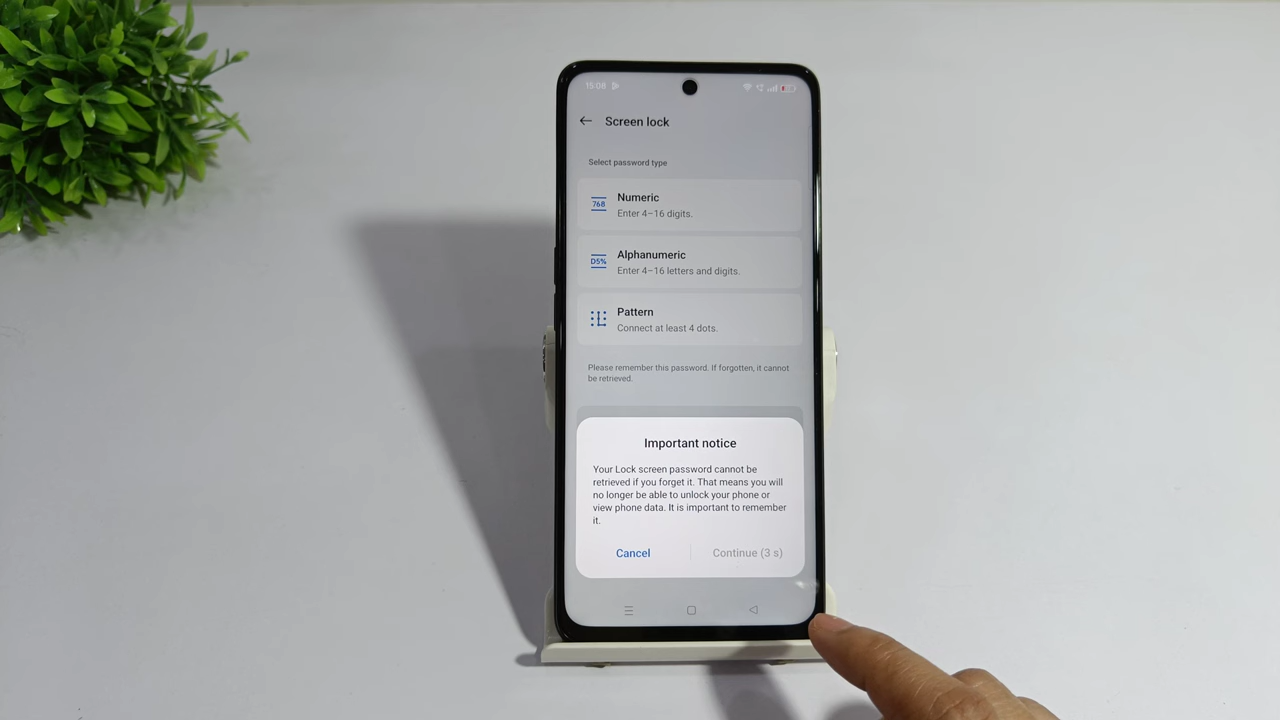 15:08
Screen lock
Select password type
768
Numeric
Enter 4–16 digits.
D5%
Alphanumeric
Enter 4–16 letters and digits.
Pattern
Connect at least 4 dots.
Please remember this password. If forgotten, it cannot
be retrieved.
Important notice
Your Lock screen password cannot be
retrieved if you forget it. That means you will
no longer be able to unlock your phone or
view phone data. It is important to remember
it.
Cancel
Continue (3 s)